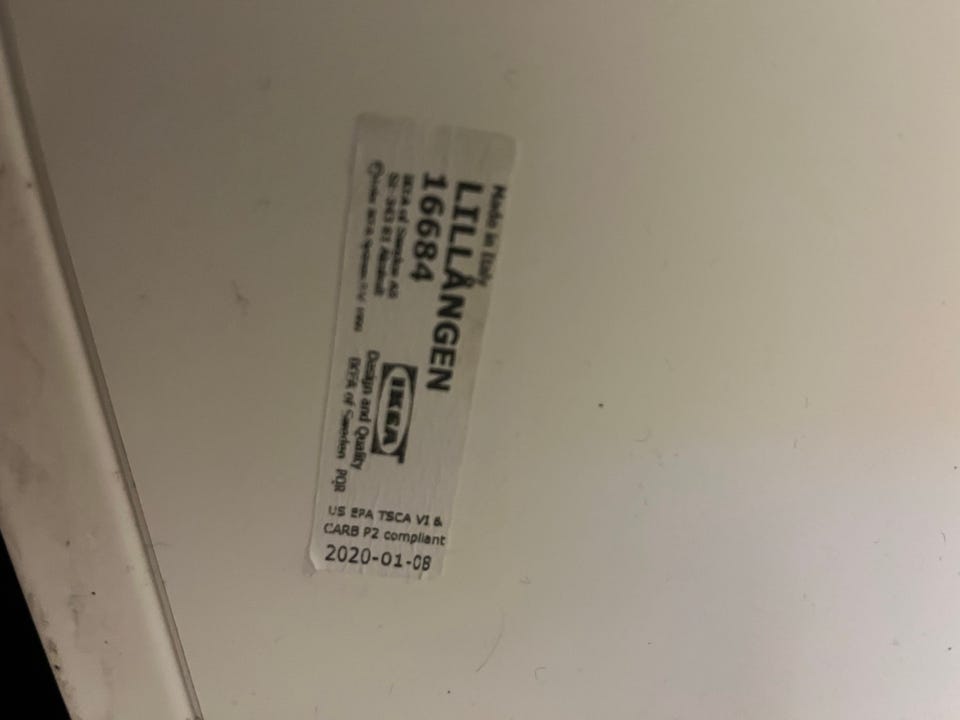 Made in Italy
LILLÅNGEN
16684
IKEA of Sweden AB
SE-343 81 Älmhult
IKEA
Design and Quality
IKEA of Sweden PQR
US EPA TSCA VI &
CARB P2 compliant
2020-01-08